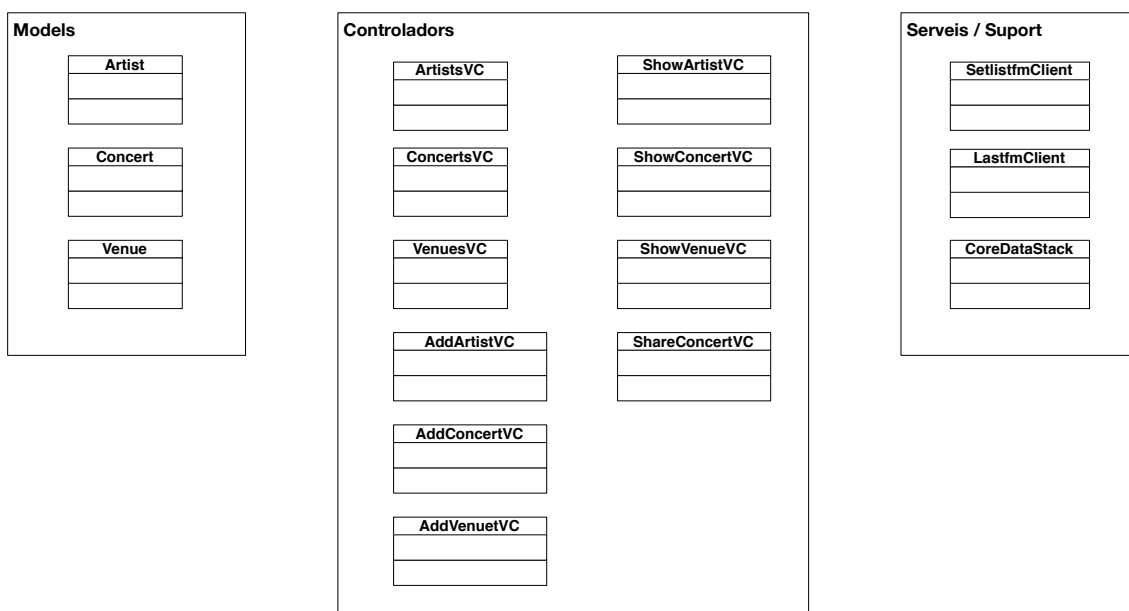 Models
Artist
Concert
Venue
Controladors
ArtistsVC
ConcertsVC
VenuesVC
AddArtistVC
AddConcertVC
AddVenuetVC
ShowArtistVC
ShowConcertVC
ShowVenueVC
ShareConcertVC
Serveis / Suport
SetlistfmClient
LastfmClient
CoreDataStack